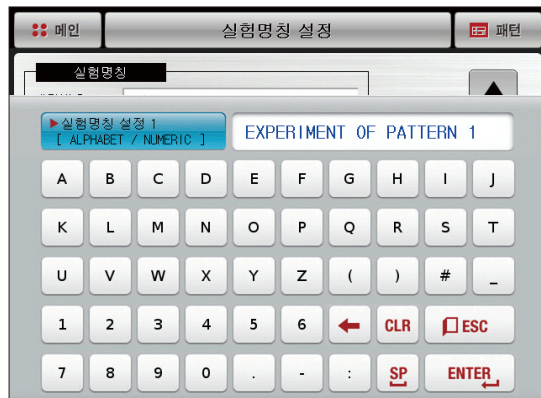 메인 실험명칭 설정 패턴
실험명칭
▶실험명칭 설정 1
[ ALPHABET / NUMERIC ]
EXPERIMENT OF PATTERN 1
A B C D E F G H I J
K L M N O P Q R S T
U V W X Y Z ( ) # _
1 2 3 4 5 6 CLR ESC
7 8 9 0 . - : SP ENTER